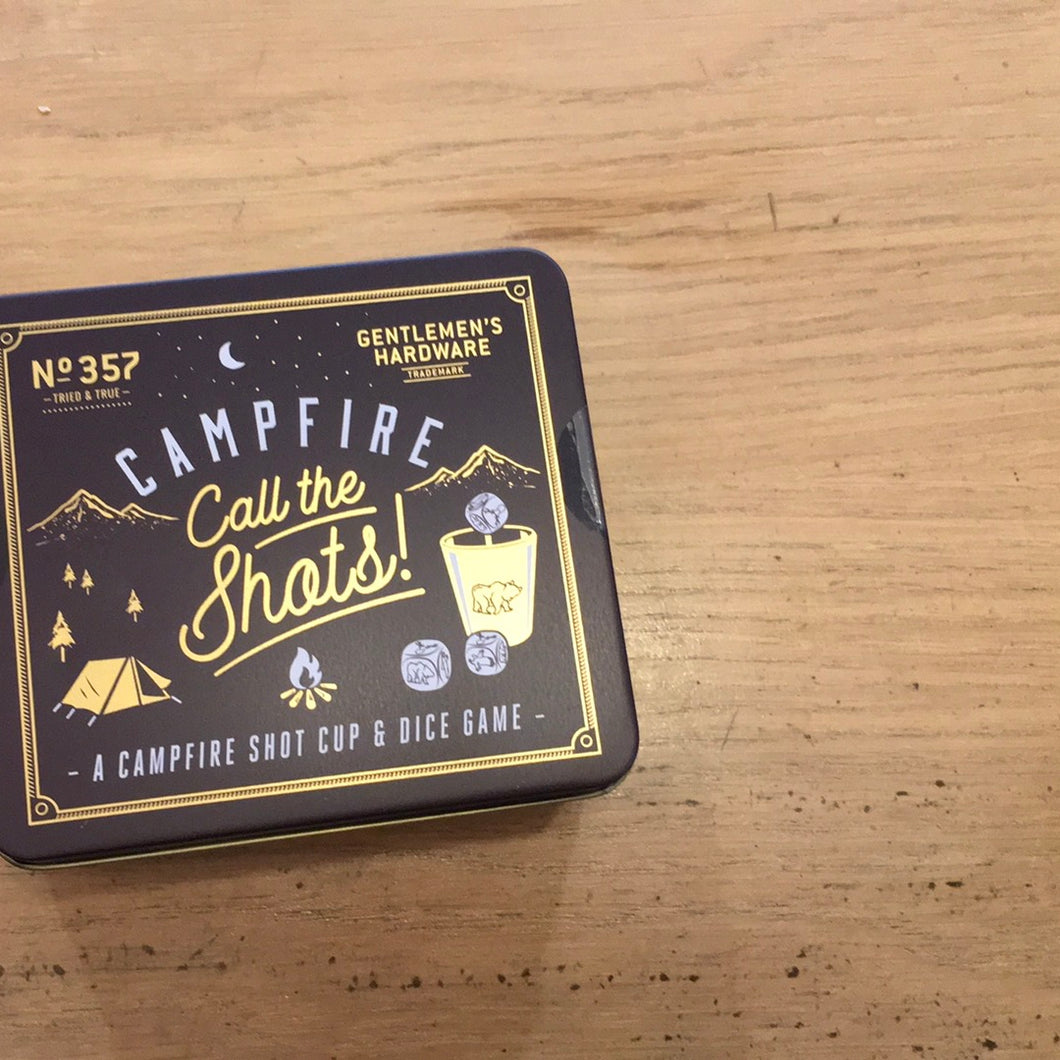 Nº 357
– TRIED & TRUE –
GENTLEMEN'S
HARDWARE
TRADEMARK
CAMPFIRE
Call the
Shots!
– A CAMPFIRE SHOT CUP & DICE GAME –